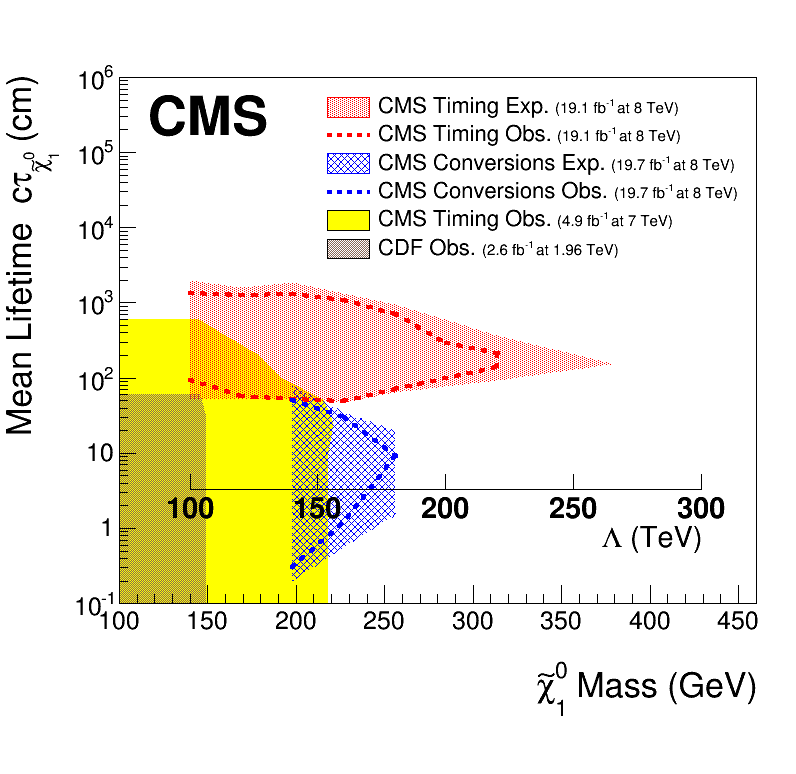 CMS
CMS Timing Exp. (19.1 fb⁻¹ at 8 TeV)
CMS Timing Obs. (19.1 fb⁻¹ at 8 TeV)
CMS Conversions Exp. (19.7 fb⁻¹ at 8 TeV)
CMS Conversions Obs. (19.7 fb⁻¹ at 8 TeV)
CMS Timing Obs. (4.9 fb⁻¹ at 7 TeV)
CDF Obs. (2.6 fb⁻¹ at 1.96 TeV)
Mean Lifetime cτ_χ̃₁⁰ (cm)
10⁶
10⁵
10⁴
10³
10²
10
1
10⁻¹
100 150 200 250 300
Λ (TeV)
100 150 200 250 300 350 400 450
χ̃₁⁰ Mass (GeV)